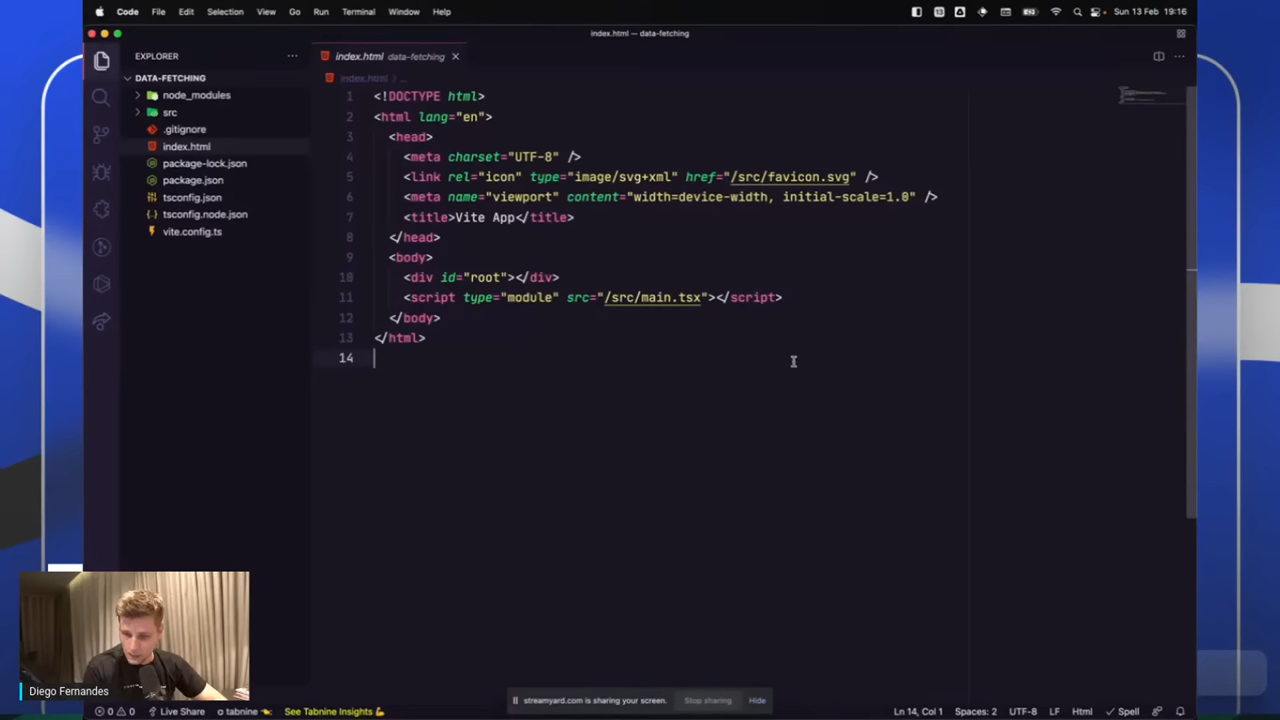 Code File Edit Selection View Go Run Terminal Window Help
Sun 13 Feb 19:16
index.html — data-fetching
EXPLORER
DATA-FETCHING
node_modules
src
.gitignore
index.html
package-lock.json
package.json
tsconfig.json
tsconfig.node.json
vite.config.ts
index.html data-fetching
index.html > ...
1 <!DOCTYPE html>
2 <html lang="en">
3 <head>
4 <meta charset="UTF-8" />
5 <link rel="icon" type="image/svg+xml" href="/src/favicon.svg" />
6 <meta name="viewport" content="width=device-width, initial-scale=1.0" />
7 <title>Vite App</title>
8 </head>
9 <body>
10 <div id="root"></div>
11 <script type="module" src="/src/main.tsx"></script>
12 </body>
13 </html>
14
Diego Fernandes
streamyard.com is sharing your screen. Stop sharing Hide
0 0 Live Share tabnine See Tabnine Insights Ln 14, Col 1 Spaces: 2 UTF-8 LF Html Spell